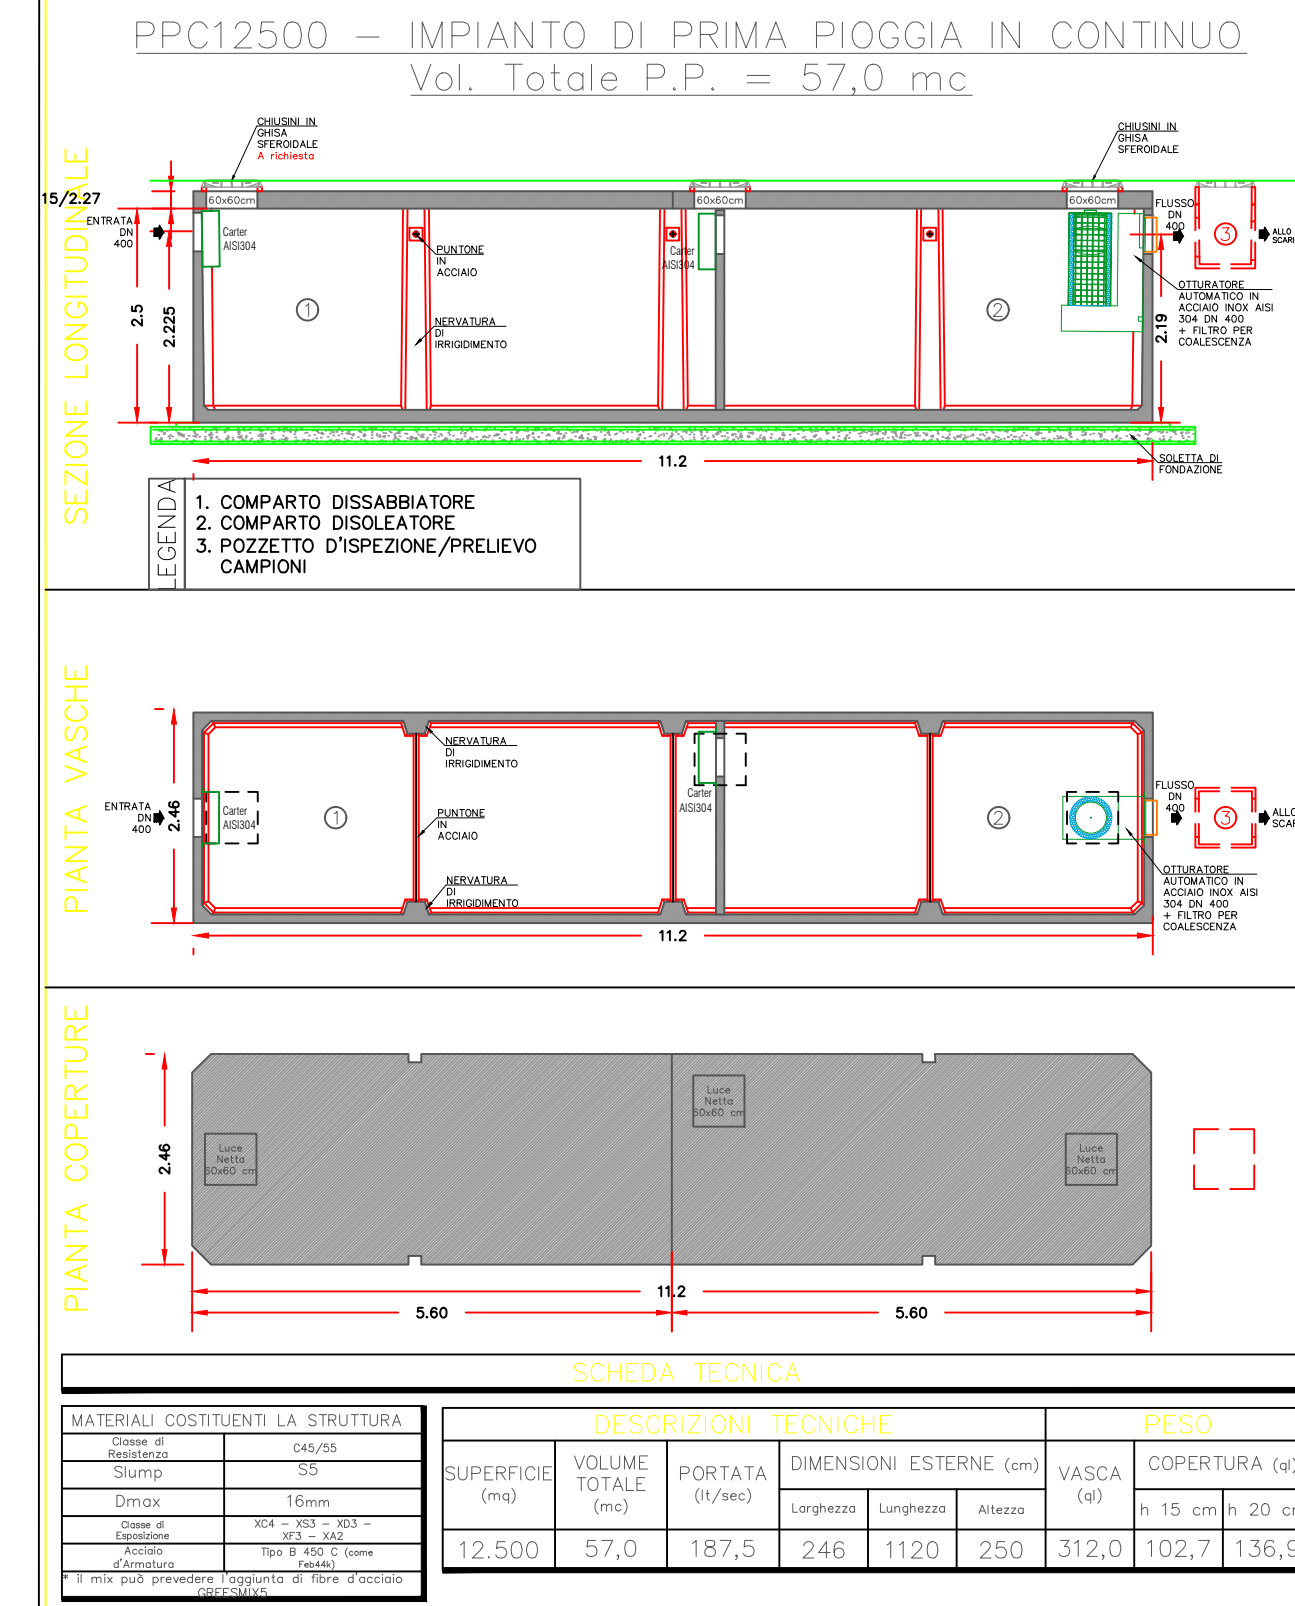 PPC12500 – IMPIANTO DI PRIMA PIOGGIA IN CONTINUO
Vol. Totale P.P. = 57,0 mc
SEZIONE LONGITUDINALE
CHIUSINI IN
GHISA
SFEROIDALE
A richiesta
CHIUSINI IN
GHISA
SFEROIDALE
15/2.27
60x60cm
60x60cm
60x60cm
ENTRATA
DN
400
Carter
AISI304
PUNTONE
IN
ACCIAIO
Carter
AISI304
FLUSSO
DN
400
3
ALLO
SCARI
1
2
2.5
2.225
2.19
NERVATURA
DI
IRRIGIDIMENTO
OTTURATORE
AUTOMATICO IN
ACCIAIO INOX AISI
304 DN 400
+ FILTRO PER
COALESCENZA
11.2
SOLETTA DI
FONDAZIONE
LEGENDA
1. COMPARTO DISSABBIATORE
2. COMPARTO DISOLEATORE
3. POZZETTO D'ISPEZIONE/PRELIEVO
CAMPIONI
PIANTA VASCHE
NERVATURA
DI
IRRIGIDIMENTO
ENTRATA
DN
400
2.46
Carter
AISI304
1
PUNTONE
IN
ACCIAIO
Carter
AISI304
2
FLUSSO
DN
400
3
ALLO
SCAR
NERVATURA
DI
IRRIGIDIMENTO
OTTURATORE
AUTOMATICO IN
ACCIAIO INOX AISI
304 DN 400
+ FILTRO PER
COALESCENZA
11.2
PIANTA COPERTURE
2.46
Luce
Netta
60x60 cm
Luce
Netta
60x60 cm
Luce
Netta
60x60 cm
11.2
5.60
5.60
SCHEDA TECNICA
MATERIALI COSTITUENTI LA STRUTTURA
Classe di
Resistenza
C45/55
Slump
S5
Dmax
16mm
Classe di
Esposizione
XC4 – XS3 – XD3 –
XF3 – XA2
Acciaio
d'Armatura
Tipo B 450 C (come
Feb44k)
* il mix può prevedere l'aggiunta di fibre d'acciaio
GREESMIX5
DESCRIZIONI TECNICHE
PESO
SUPERFICIE
(mq)
VOLUME
TOTALE
(mc)
PORTATA
(lt/sec)
DIMENSIONI ESTERNE (cm)
Larghezza
Lunghezza
Altezza
VASCA
(ql)
COPERTURA (ql)
h 15 cm
h 20 cm
12.500
57,0
187,5
246
1120
250
312,0
102,7
136,9